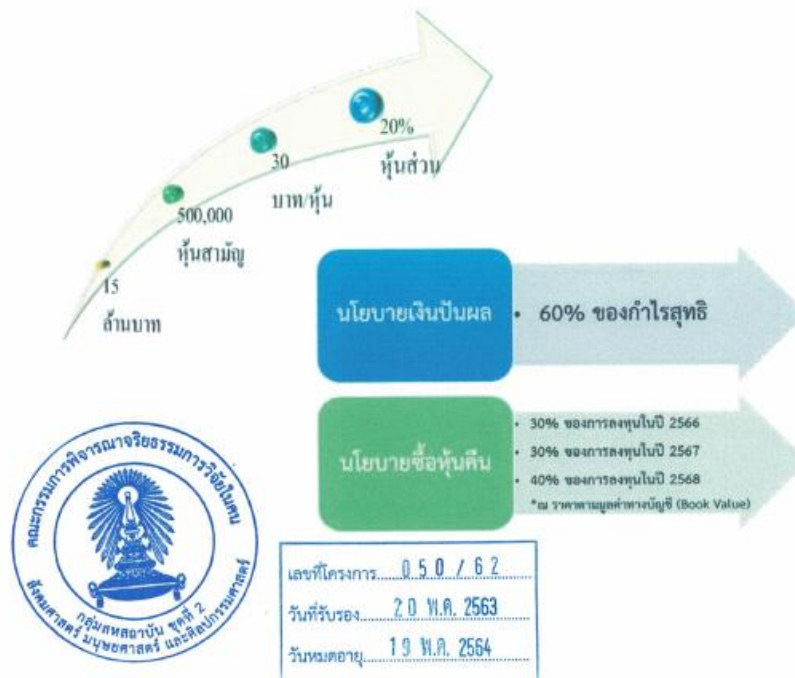 20%
หุ้นส่วน
30
บาท/หุ้น
500,000
หุ้นสามัญ
15
ล้านบาท
นโยบายเงินปันผล
• 60% ของกำไรสุทธิ
นโยบายซื้อหุ้นคืน
• 30% ของการลงทุนในปี 2566
• 30% ของการลงทุนในปี 2567
• 40% ของการลงทุนในปี 2568
*ณ ราคาตามมูลค่าทางบัญชี (Book Value)
คณะกรรมการพิจารณาจริยธรรมการวิจัยในคน
กลุ่มสหสถาบัน ชุดที่ 2
สังคมศาสตร์ มนุษยศาสตร์ และศิลปกรรมศาสตร์
เลขที่โครงการ 050 / 62
วันที่รับรอง 20 พ.ค. 2563
วันหมดอายุ 19 พ.ค. 2564